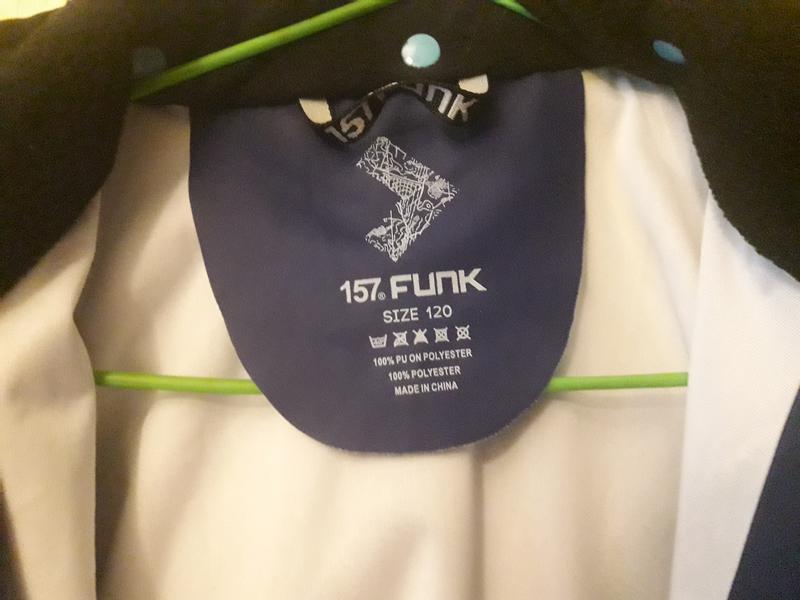 157 FUNK
157® FUNK
SIZE 120
100% PU ON POLYESTER
100% POLYESTER
MADE IN CHINA